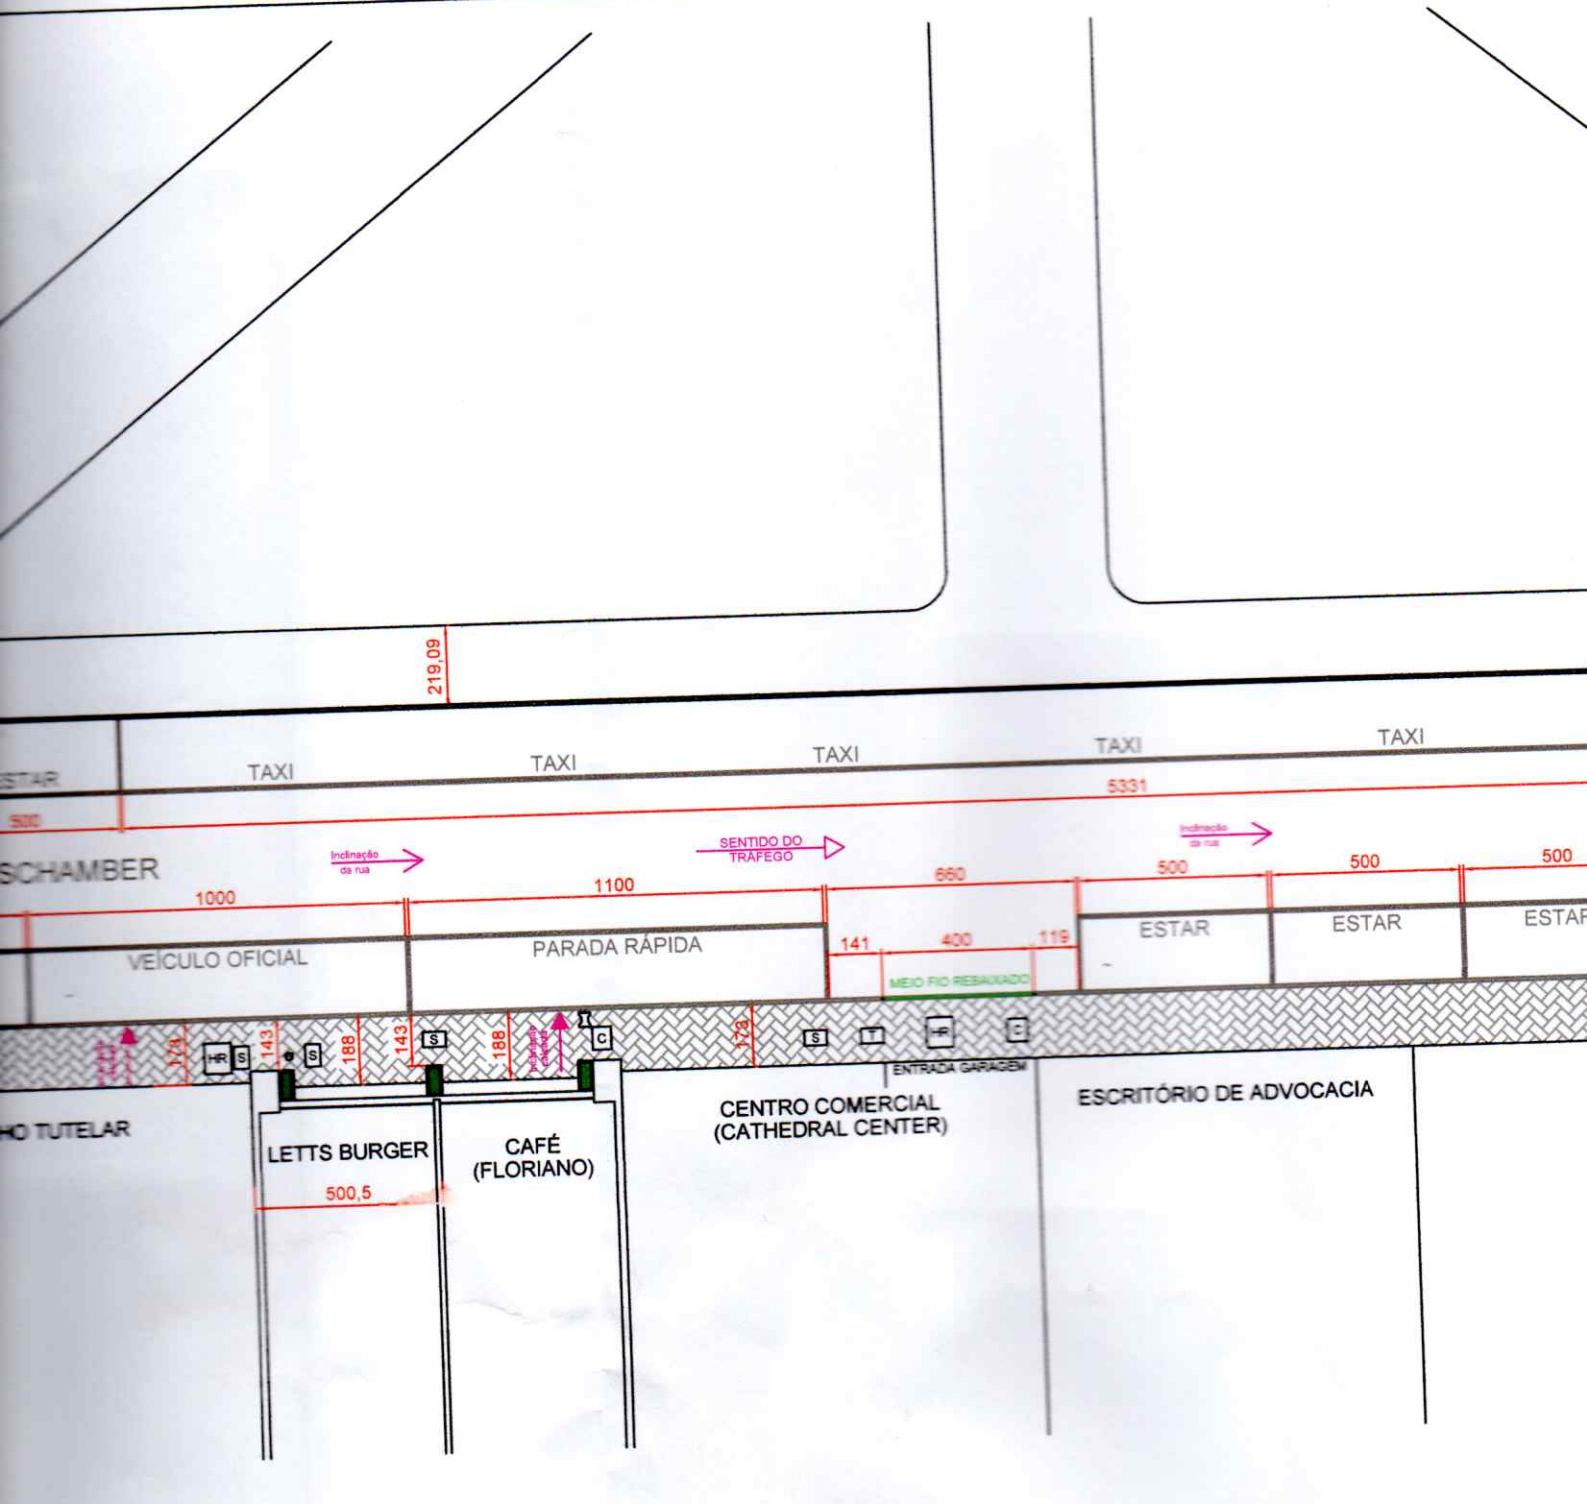 219,09
ESTAR
TAXI
TAXI
TAXI
TAXI
TAXI
500
5331
SCHAMBER
Inclinação
da rua
SENTIDO DO
TRAFEGO
Inclinação
da rua
1000
1100
660
500
500
500
VEÍCULO OFICIAL
PARADA RÁPIDA
141
400
119
ESTAR
ESTAR
ESTAR
MEIO FIO REBAIXADO
173
HR
S
143
S
188
143
S
188
Inclinação
calçada
C
173
S
T
HR
C
ENTRADA GARAGEM
HO TUTELAR
LETTS BURGER
CAFÉ
(FLORIANO)
CENTRO COMERCIAL
(CATHEDRAL CENTER)
ESCRITÓRIO DE ADVOCACIA
500,5